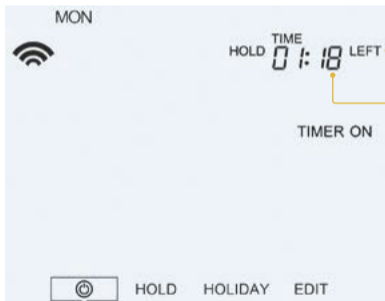 MON
TIME
HOLD 01:18 LEFT
TIMER ON
HOLD HOLIDAY EDIT